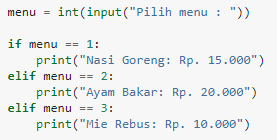 menu = int(input("Pilih menu : "))

if menu == 1:
    print("Nasi Goreng: Rp. 15.000")
elif menu == 2:
    print("Ayam Bakar: Rp. 20.000")
elif menu == 3:
    print("Mie Rebus: Rp. 10.000")